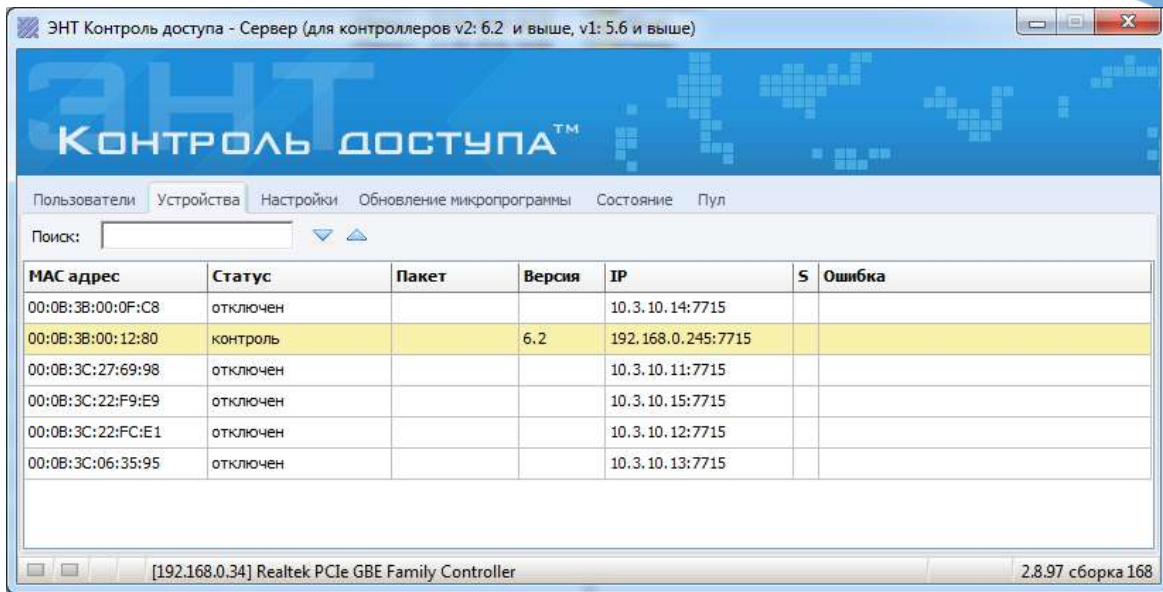 ЭНТ Контроль доступа - Сервер (для контроллеров v2: 6.2 и выше, v1: 5.6 и выше)
ЭНТ
Контроль доступа™
Пользователи Устройства Настройки Обновление микропрограммы Состояние Пул
Поиск:
MAC адрес Статус Пакет Версия IP S Ошибка
00:0B:3B:00:0F:C8 отключен 10.3.10.14:7715
00:0B:3B:00:12:80 контроль 6.2 192.168.0.245:7715
00:0B:3C:27:69:98 отключен 10.3.10.11:7715
00:0B:3C:22:F9:E9 отключен 10.3.10.15:7715
00:0B:3C:22:FC:E1 отключен 10.3.10.12:7715
00:0B:3C:06:35:95 отключен 10.3.10.13:7715
[192.168.0.34] Realtek PCIe GBE Family Controller 2.8.97 сборка 168